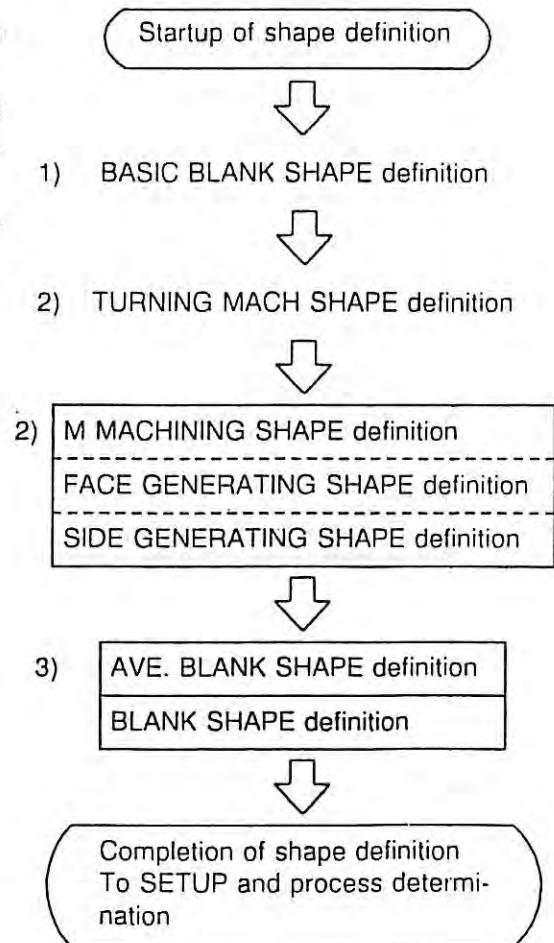 Startup of shape definition
1) BASIC BLANK SHAPE definition
2) TURNING MACH SHAPE definition
2) M MACHINING SHAPE definition
FACE GENERATING SHAPE definition
SIDE GENERATING SHAPE definition
3) AVE. BLANK SHAPE definition
BLANK SHAPE definition
Completion of shape definition
To SETUP and process determi-
nation